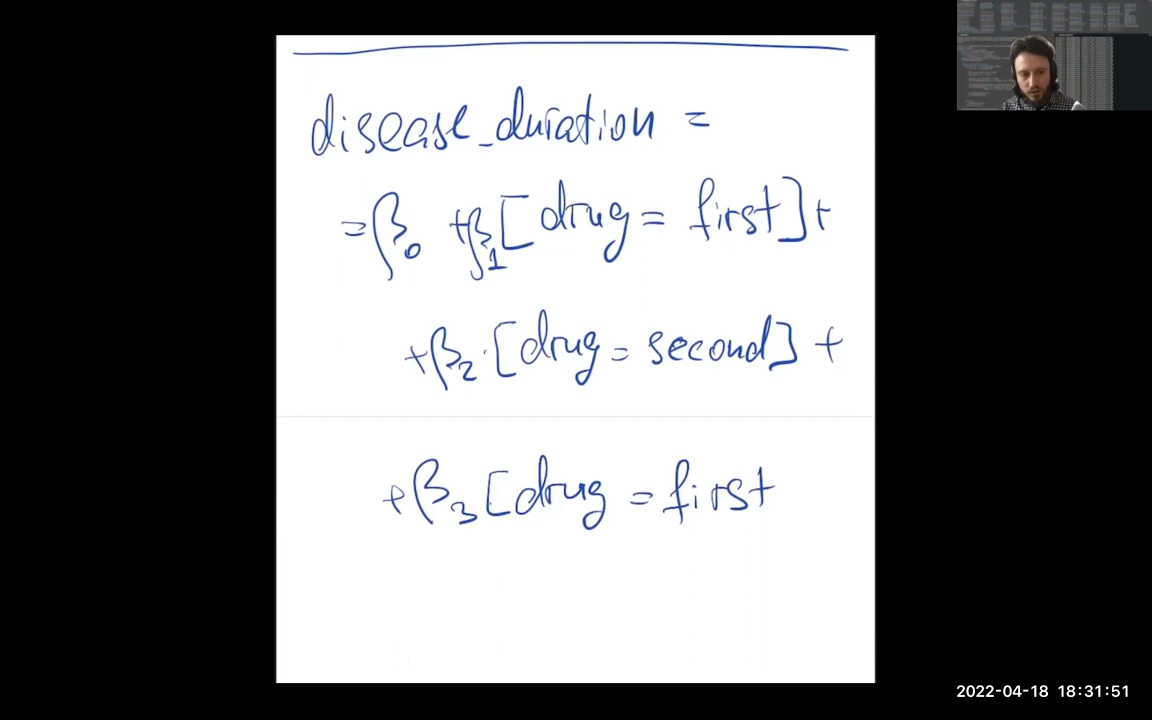 disease_duration =
= β₀ + β₁ [drug = first] +
+ β₂ · [drug = second] +
+ β₃ [drug = first
2022-04-18 18:31:51